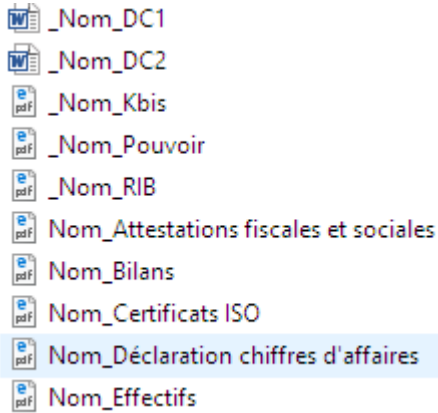 _Nom_DC1
_Nom_DC2
_Nom_Kbis
_Nom_Pouvoir
_Nom_RIB
Nom_Attestations fiscales et sociales
Nom_Bilans
Nom_Certificats ISO
Nom_Déclaration chiffres d'affaires
Nom_Effectifs